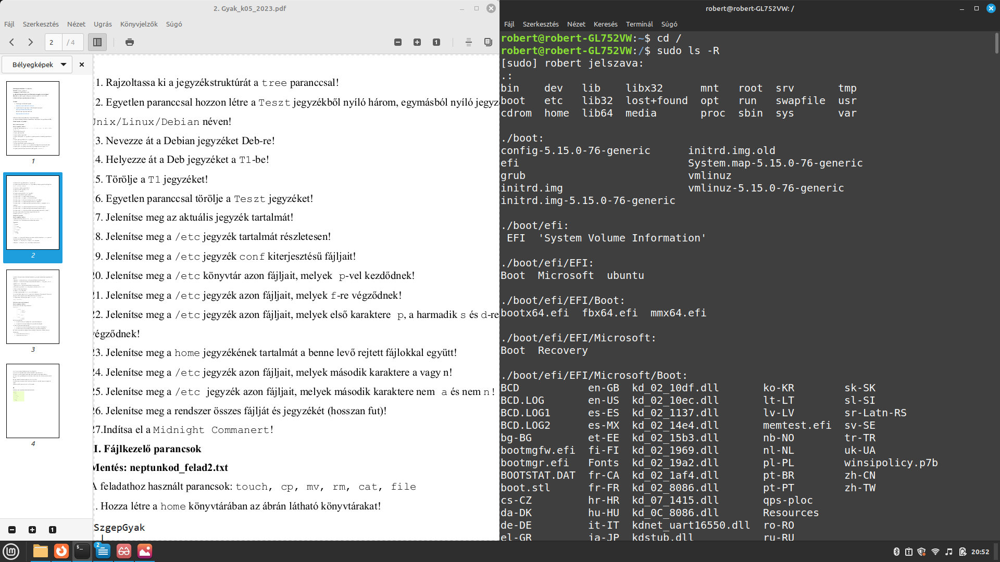 2. Gyak_k05_2023.pdf
Fájl Szerkesztés Nézet Ugrás Könyvjelzők Súgó
2 / 4
Bélyegképek
1
2
3
4
1. Rajzoltassa ki a jegyzékstruktúrát a tree paranccsal!
2. Egyetlen paranccsal hozzon létre a Teszt jegyzékből nyíló három, egymásból nyíló jegyz
Unix/Linux/Debian néven!
3. Nevezze át a Debian jegyzéket Deb-re!
4. Helyezze át a Deb jegyzéket a T1-be!
5. Törölje a T1 jegyzéket!
6. Egyetlen paranccsal törölje a Teszt jegyzéket!
7. Jelenítse meg az aktuális jegyzék tartalmát!
8. Jelenítse meg a /etc jegyzék tartalmát részletesen!
9. Jelenítse meg a /etc jegyzék conf kiterjesztésű fájljait!
20. Jelenítse meg a /etc könyvtár azon fájljait, melyek p-vel kezdődnek!
21. Jelenítse meg a /etc jegyzék azon fájljait, melyek f-re végződnek!
22. Jelenítse meg a /etc jegyzék azon fájljait, melyek első karaktere p, a harmadik s és d-re
végződnek!
23. Jelenítse meg a home jegyzékének tartalmát a benne levő rejtett fájlokkal együtt!
24. Jelenítse meg a /etc jegyzék azon fájljait, melyek második karaktere a vagy n!
25. Jelenítse meg a /etc jegyzék azon fájljait, melyek második karaktere nem a és nem n!
26. Jelenítse meg a rendszer összes fájlját és jegyzékét (hosszan fut)!
27.Indítsa el a Midnight Commanert!
I. Fájlkezelő parancsok
Mentés: neptunkod_felad2.txt
A feladathoz használt parancsok: touch, cp, mv, rm, cat, file
. Hozza létre a home könyvtárában az ábrán látható könyvtárakat!
SzgepGyak
|
robert@robert-GL752VW: /
Fájl Szerkesztés Nézet Keresés Terminál Súgó
robert@robert-GL752VW:~$ cd /
robert@robert-GL752VW:/$ sudo ls -R
[sudo] robert jelszava:
.:
bin dev lib libx32 mnt root srv tmp
boot etc lib32 lost+found opt run swapfile usr
cdrom home lib64 media proc sbin sys var
./boot:
config-5.15.0-76-generic initrd.img.old
efi System.map-5.15.0-76-generic
grub vmlinuz
initrd.img vmlinuz-5.15.0-76-generic
initrd.img-5.15.0-76-generic
./boot/efi:
EFI 'System Volume Information'
./boot/efi/EFI:
Boot Microsoft ubuntu
./boot/efi/EFI/Boot:
bootx64.efi fbx64.efi mmx64.efi
./boot/efi/EFI/Microsoft:
Boot Recovery
./boot/efi/EFI/Microsoft/Boot:
BCD en-GB kd_02_10df.dll ko-KR sk-SK
BCD.LOG en-US kd_02_10ec.dll lt-LT sl-SI
BCD.LOG1 es-ES kd_02_1137.dll lv-LV sr-Latn-RS
BCD.LOG2 es-MX kd_02_14e4.dll memtest.efi sv-SE
bg-BG et-EE kd_02_15b3.dll nb-NO tr-TR
bootmgfw.efi fi-FI kd_02_1969.dll nl-NL uk-UA
bootmgr.efi Fonts kd_02_19a2.dll pl-PL winsipolicy.p7b
BOOTSTAT.DAT fr-CA kd_02_1af4.dll pt-BR zh-CN
boot.stl fr-FR kd_02_8086.dll pt-PT zh-TW
cs-CZ hr-HR kd_07_1415.dll qps-ploc
da-DK hu-HU kd_0C_8086.dll Resources
de-DE it-IT kdnet_uart16550.dll ro-RO
el-GR ja-JP kdstub.dll ru-RU
2
20:52